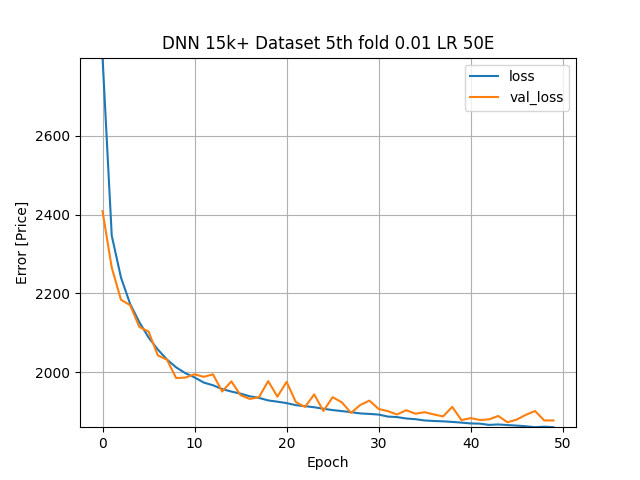 DNN 15k+ Dataset 5th fold 0.01 LR 50E
loss
val_loss
2600
2400
2200
2000
Error [Price]
0 10 20 30 40 50
Epoch